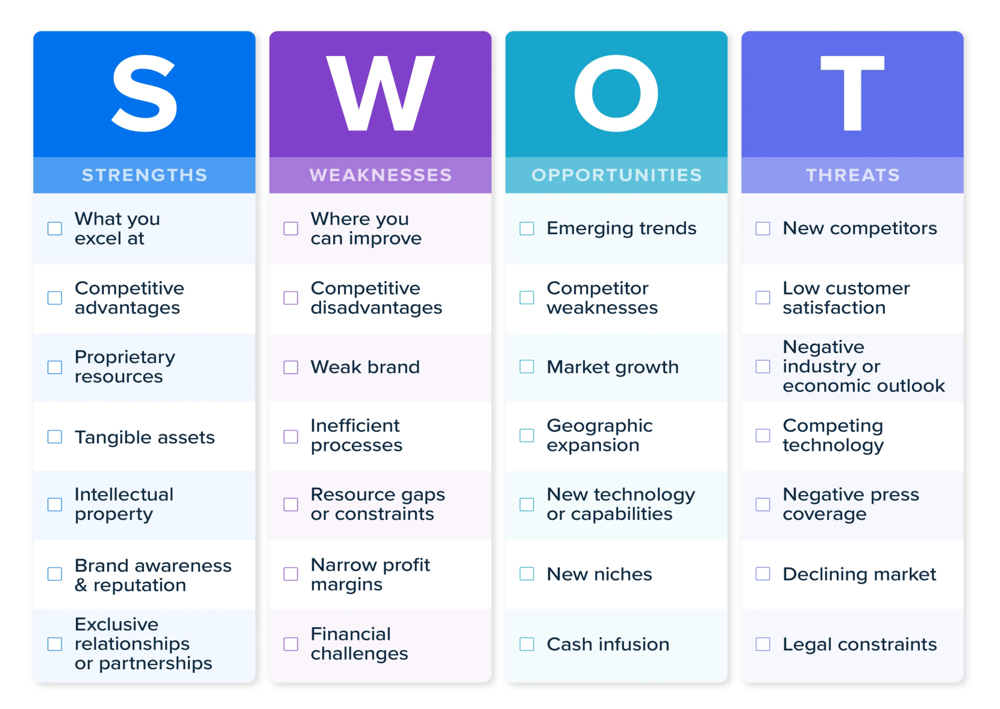 S
STRENGTHS
What you
excel at
Competitive
advantages
Proprietary
resources
Tangible assets
Intellectual
property
Brand awareness
& reputation
Exclusive
relationships
or partnerships
W
WEAKNESSES
Where you
can improve
Competitive
disadvantages
Weak brand
Inefficient
processes
Resource gaps
or constraints
Narrow profit
margins
Financial
challenges
O
OPPORTUNITIES
Emerging trends
Competitor
weaknesses
Market growth
Geographic
expansion
New technology
or capabilities
New niches
Cash infusion
T
THREATS
New competitors
Low customer
satisfaction
Negative
industry or
economic outlook
Competing
technology
Negative press
coverage
Declining market
Legal constraints